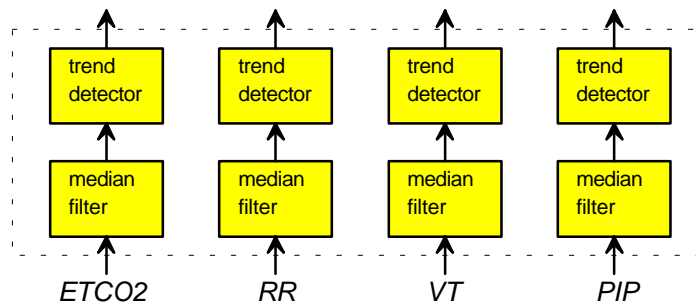 trend trend trend trend
detector detector detector detector
median median median median
filter filter filter filter
ETCO2 RR VT PIP